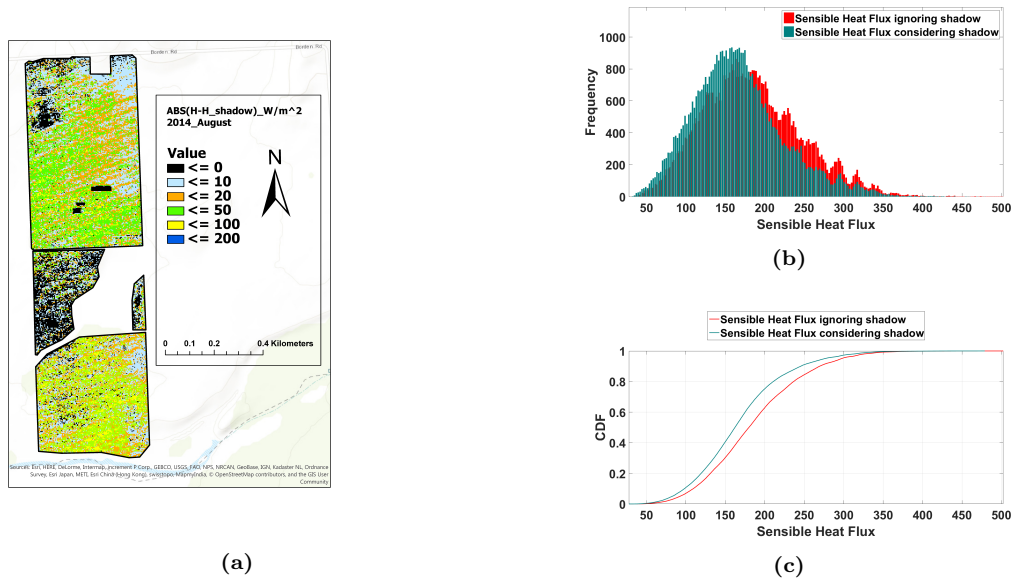 Borden Rd
Borden Rd
ABS(H-H_shadow)_W/m^2
2014_August
Value
<= 0
<= 10
<= 20
<= 50
<= 100
<= 200
N
0 0.1 0.2 0.4 Kilometers
Sources: Esri, HERE, DeLorme, Intermap, increment P Corp., GEBCO, USGS, FAO, NPS, NRCAN, GeoBase, IGN, Kadaster NL, Ordnance
Survey, Esri Japan, METI, Esri China (Hong Kong), swisstopo, MapmyIndia, © OpenStreetMap contributors, and the GIS User
Community
(a)
Sensible Heat Flux ignoring shadow
Sensible Heat Flux considering shadow
Frequency
1000
800
600
400
200
0
50 100 150 200 250 300 350 400 450 500
Sensible Heat Flux
(b)
Sensible Heat Flux ignoring shadow
Sensible Heat Flux considering shadow
CDF
1
0.8
0.6
0.4
0.2
0
50 100 150 200 250 300 350 400 450 500
Sensible Heat Flux
(c)